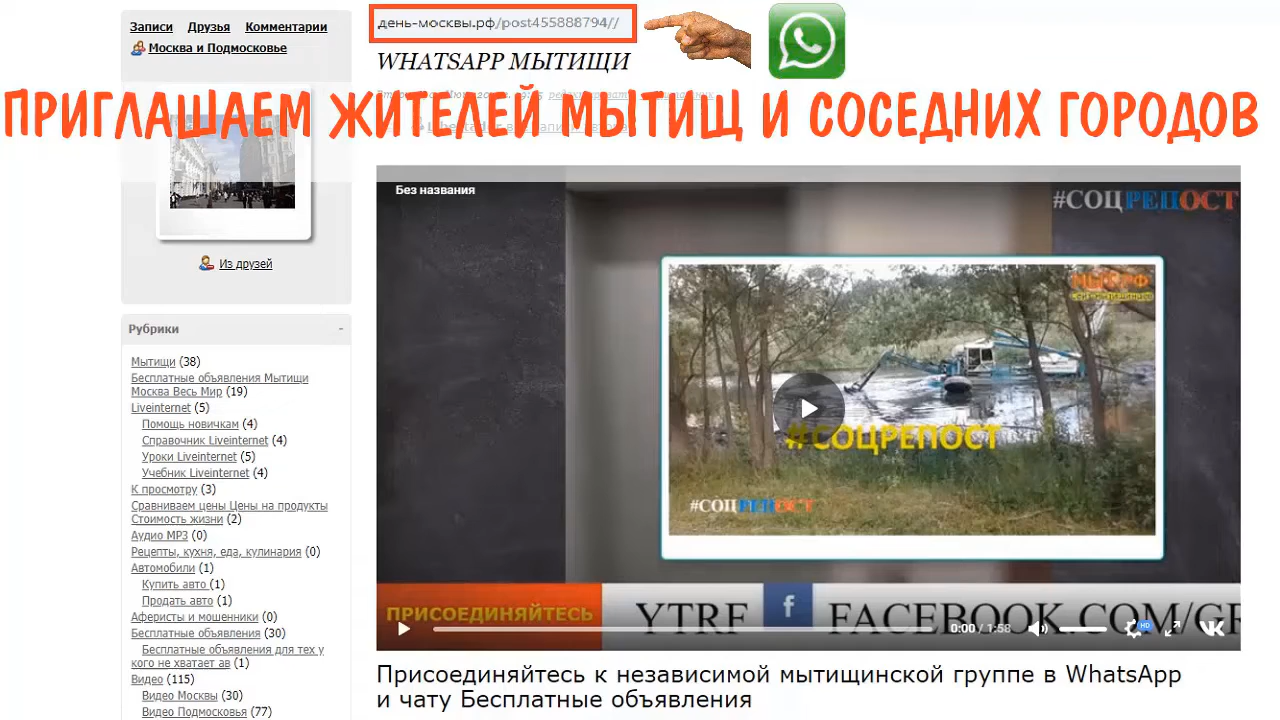 Записи Друзья Комментарии
Москва и Подмосковье
день-москвы.рф/post455888794//
WHATSAPP МЫТИЩИ
ПРИГЛАШАЕМ ЖИТЕЛЕЙ МЫТИЩ И СОСЕДНИХ ГОРОДОВ
Из друзей
Рубрики -
Мытищи (38)
Бесплатные объявления Мытищи
Москва Весь Мир (19)
Liveinternet (5)
Помощь новичкам (4)
Справочник Liveinternet (4)
Уроки Liveinternet (5)
Учебник Liveinternet (4)
К просмотру (3)
Сравниваем цены Цены на продукты
Стоимость жизни (2)
Аудио MP3 (0)
Рецепты, кухня, еда, кулинария (0)
Автомобили (1)
Купить авто (1)
Продать авто (1)
Аферисты и мошенники (0)
Бесплатные объявления (30)
Бесплатные объявления для тех у
кого не хватает ав (1)
Видео (115)
Видео Москвы (30)
Видео Подмосковья (77)
Без названия
#СОЦРЕПОСТ
МЫТ.РФ
#СОЦРЕПОСТ
#СОЦРЕПОСТ
ПРИСОЕДИНЯЙТЕСЬ YTRF f FACEBOOK.COM/GR
0:00 / 1:58 HD
Присоединяйтесь к независимой мытищинской группе в WhatsApp
и чату Бесплатные объявления